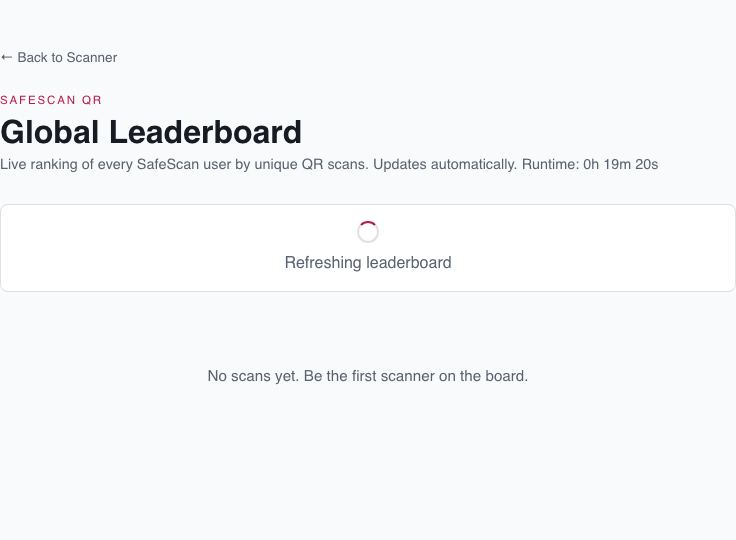 ← Back to Scanner
SAFESCAN QR
Global Leaderboard
Live ranking of every SafeScan user by unique QR scans. Updates automatically. Runtime: 0h 19m 20s
Refreshing leaderboard
No scans yet. Be the first scanner on the board.